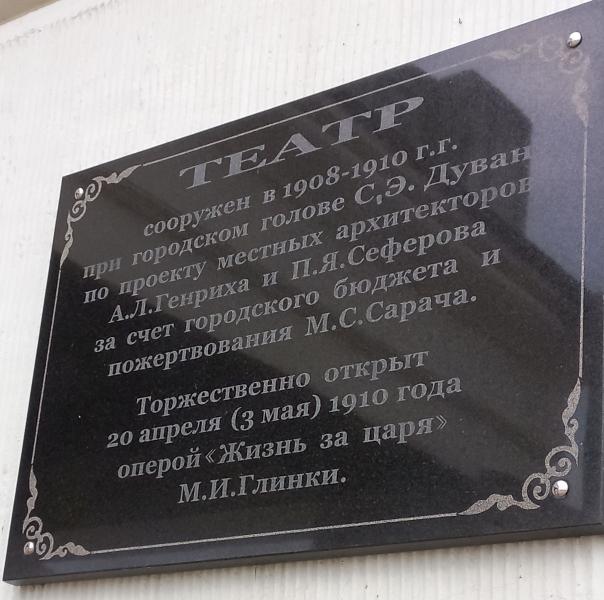 ТЕАТР
сооружен в 1908-1910 г.г.
при городском голове С,Э. Дуван
по проекту местных архитекторов
А.Л.Генриха и П.Я.Сеферова
за счет городского бюджета и
пожертвования М.С.Сарача.
Торжественно открыт
20 апреля (3 мая) 1910 года
оперой «Жизнь за царя»
М.И.Глинки.